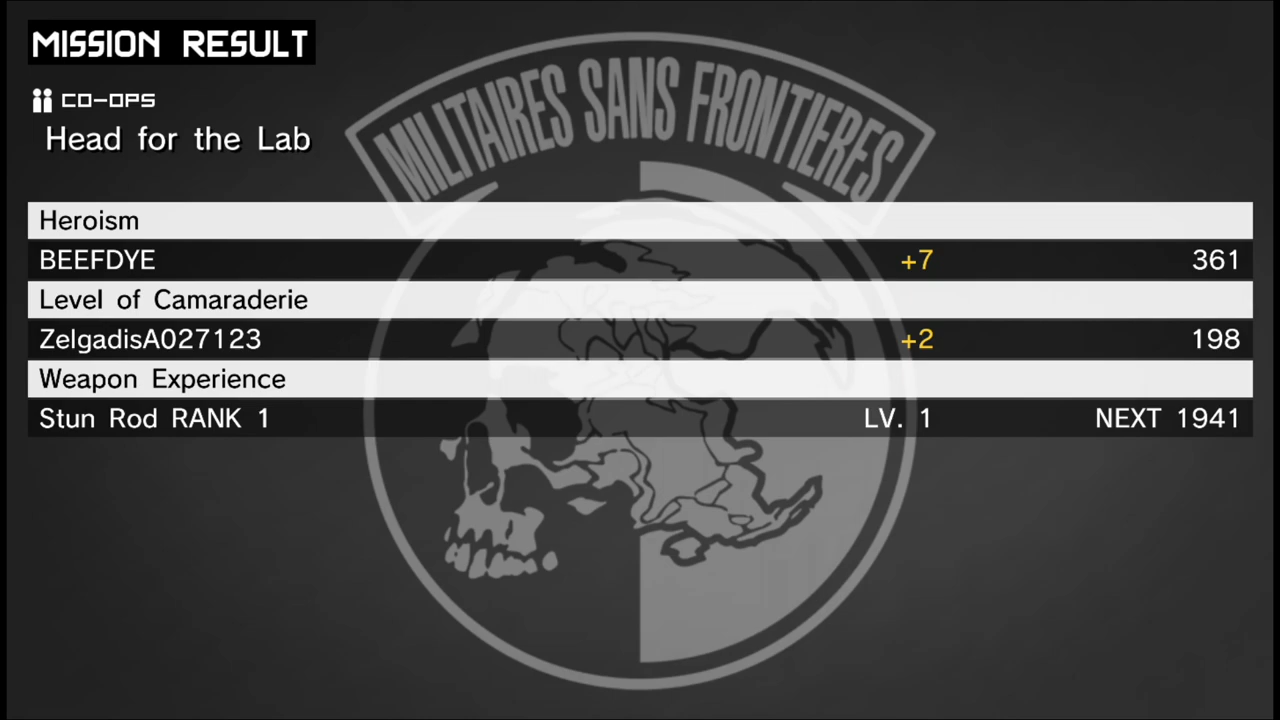 MISSION RESULT
CO-OPS
Head for the Lab
MILITAIRES SANS FRONTIERES
Heroism
BEEFDYE +7 361
Level of Camaraderie
ZelgadisA027123 +2 198
Weapon Experience
Stun Rod RANK 1 LV. 1 NEXT 1941